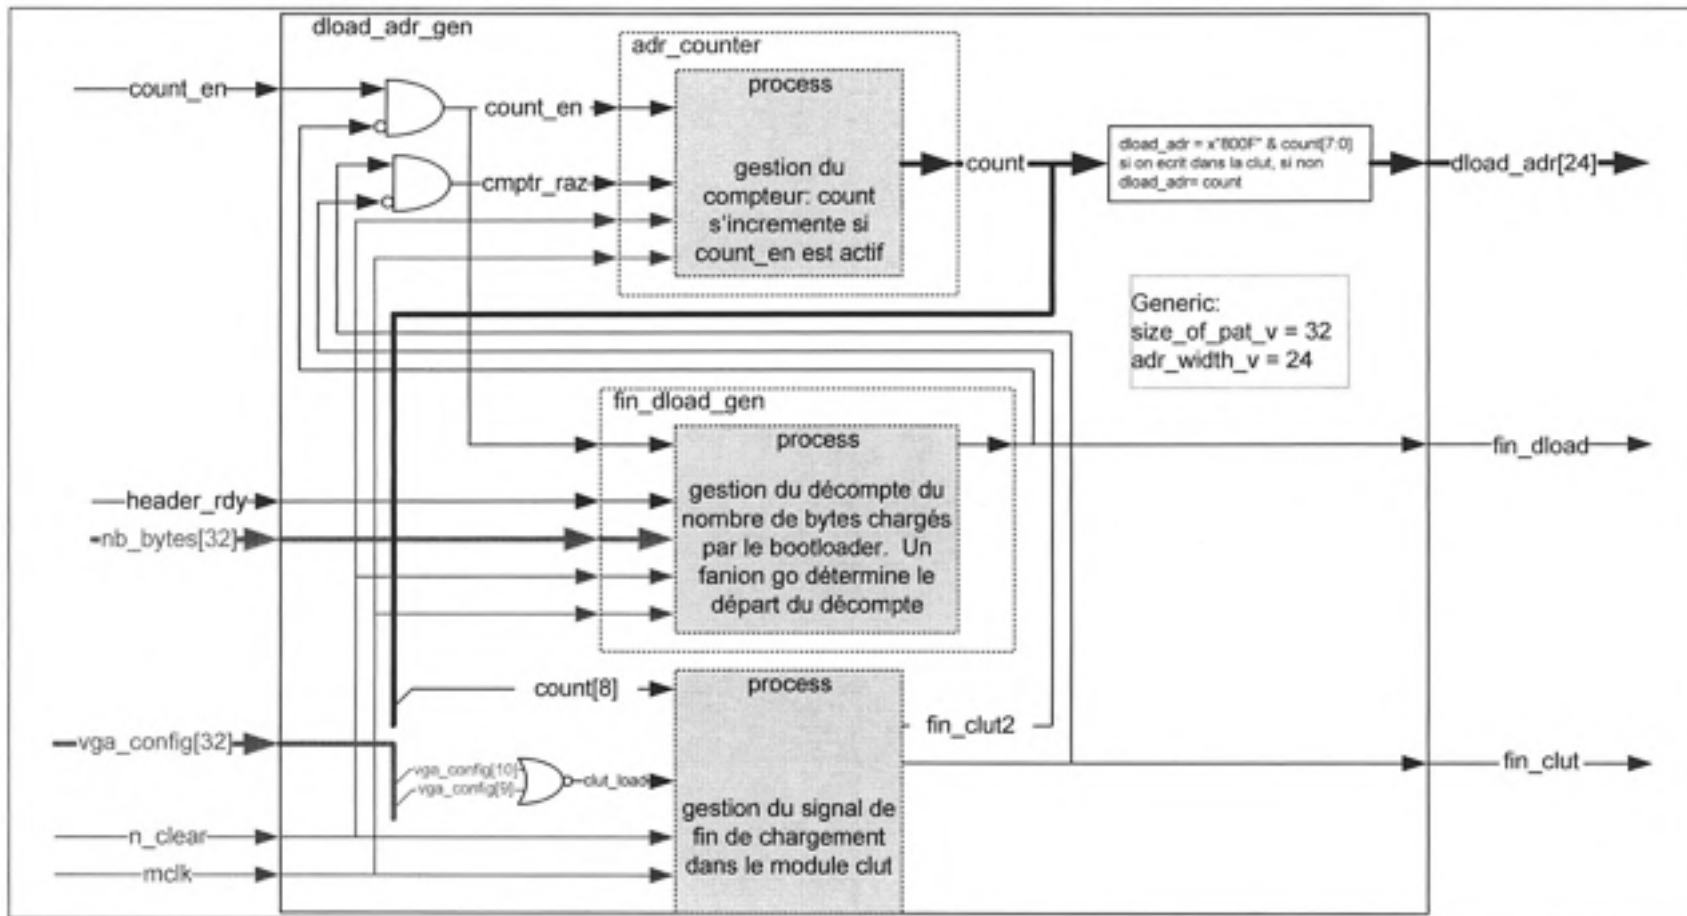 dload_adr_gen
adr_counter
count_en
count_en
cmptr_raz
process
gestion du
compteur: count
s'incremente si
count_en est actif
count
dload_adr = x"800F" & count[7:0]
si on ecrit dans la clut, si non
dload_adr= count
dload_adr[24]
Generic:
size_of_pat_v = 32
adr_width_v = 24
fin_dload_gen
process
gestion du décompte du
nombre de bytes chargés
par le bootloader. Un
fanion go détermine le
départ du décompte
fin_dload
header_rdy
nb_bytes[32]
count[8]
process
fin_clut2
vga_config[32]
vga_config[10]
vga_config[9]
clut_load
gestion du signal de
fin de chargement
dans le module clut
fin_clut
n_clear
mclk